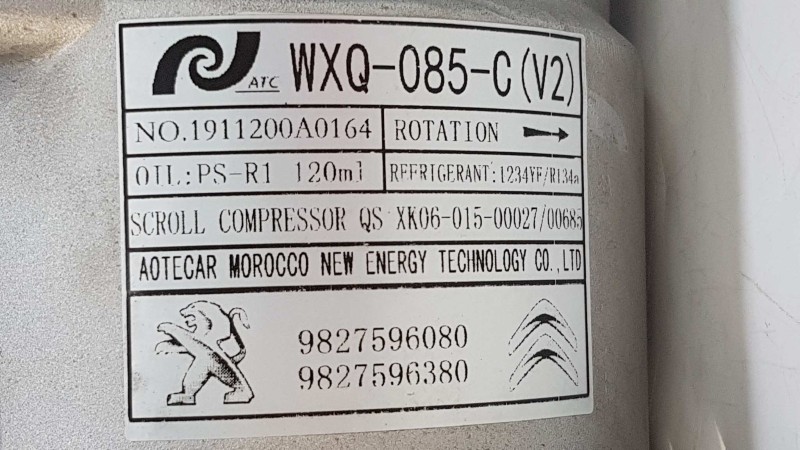 ATC WXQ-085-C(V2)
NO.1911200A0164 ROTATION
OIL:PS-R1 120ml REFRIGERANT:1234YF/R134a
SCROLL COMPRESSOR QS XK06-015-00027/00685
AOTECAR MOROCCO NEW ENERGY TECHNOLOGY CO.,LTD
9827596080
9827596380